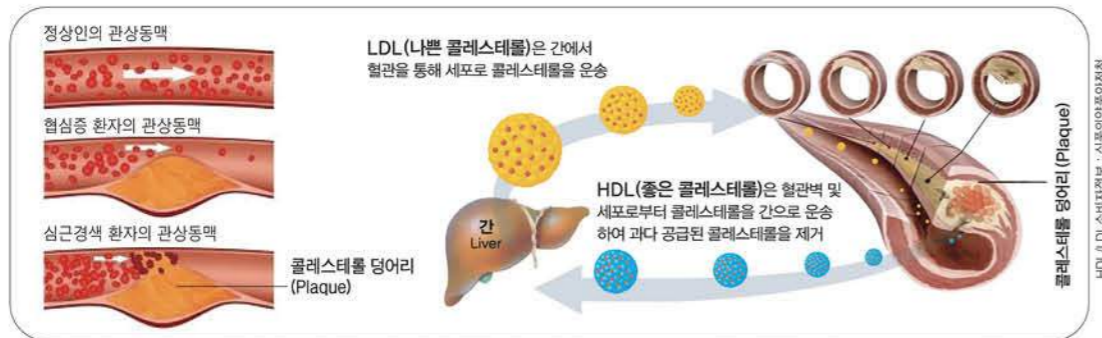 정상인의 관상동맥
협심증 환자의 관상동맥
심근경색 환자의 관상동맥
콜레스테롤 덩어리
(Plaque)
LDL(나쁜 콜레스테롤)은 간에서
혈관을 통해 세포로 콜레스테롤을 운송
간
Liver
HDL(좋은 콜레스테롤)은 혈관벽 및
세포로부터 콜레스테롤을 간으로 운송
하여 과다 공급된 콜레스테롤을 제거
콜레스테롤 덩어리(Plaque)